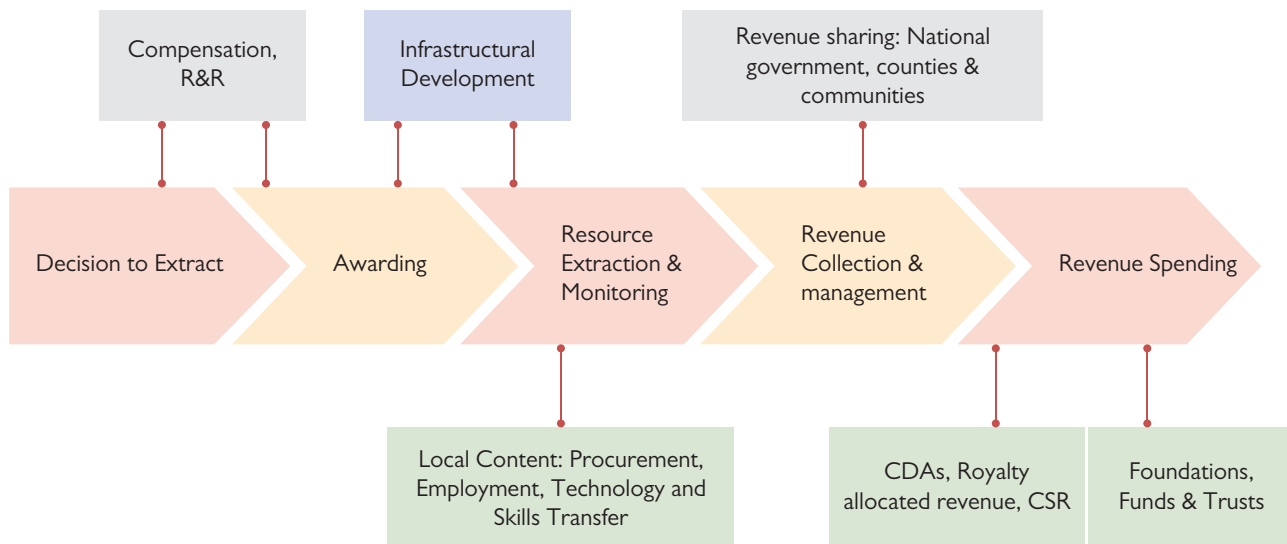 Compensation,
R&R
Infrastructural
Development
Revenue sharing: National
government, counties &
communities
Decision to Extract
Awarding
Resource
Extraction &
Monitoring
Revenue
Collection &
management
Revenue Spending
Local Content: Procurement,
Employment, Technology and
Skills Transfer
CDAs, Royalty
allocated revenue, CSR
Foundations,
Funds & Trusts